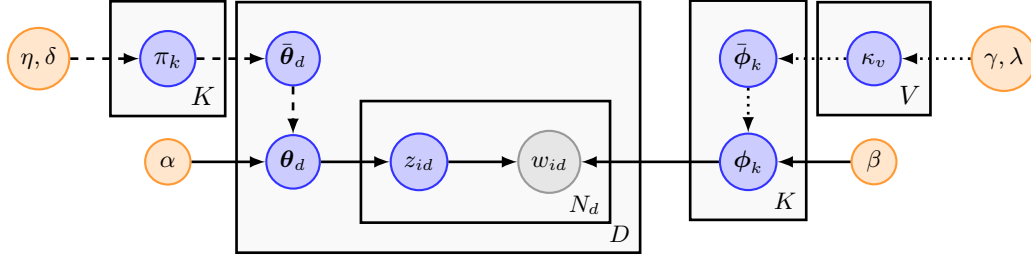 η, δ
π_k
K
θ̄_d
ϕ̄_k
κ_v
V
γ, λ
α
θ_d
z_id
w_id
N_d
D
ϕ_k
K
β